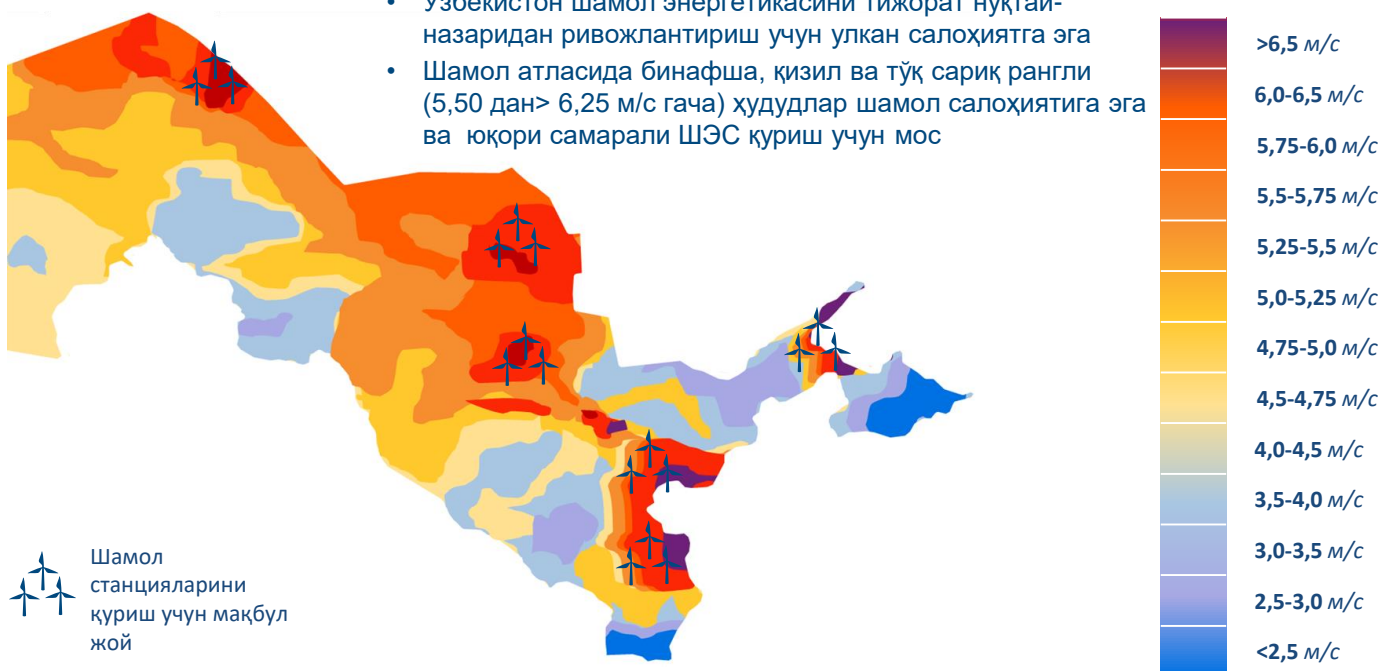 • Ўзбекистон шамол энергетикасини тижорат нуқтай-
назаридан ривожлантириш учун улкан салоҳиятга эга
• Шамол атласида бинафша, қизил ва тўқ сариқ рангли
(5,50 дан> 6,25 м/с гача) ҳудудлар шамол салоҳиятига эга
ва юқори самарали ШЭС қуриш учун мос
>6,5 м/с
6,0-6,5 м/с
5,75-6,0 м/с
5,5-5,75 м/с
5,25-5,5 м/с
5,0-5,25 м/с
4,75-5,0 м/с
4,5-4,75 м/с
4,0-4,5 м/с
3,5-4,0 м/с
3,0-3,5 м/с
2,5-3,0 м/с
<2,5 м/с
Шамол
станцияларини
қуриш учун мақбул
жой